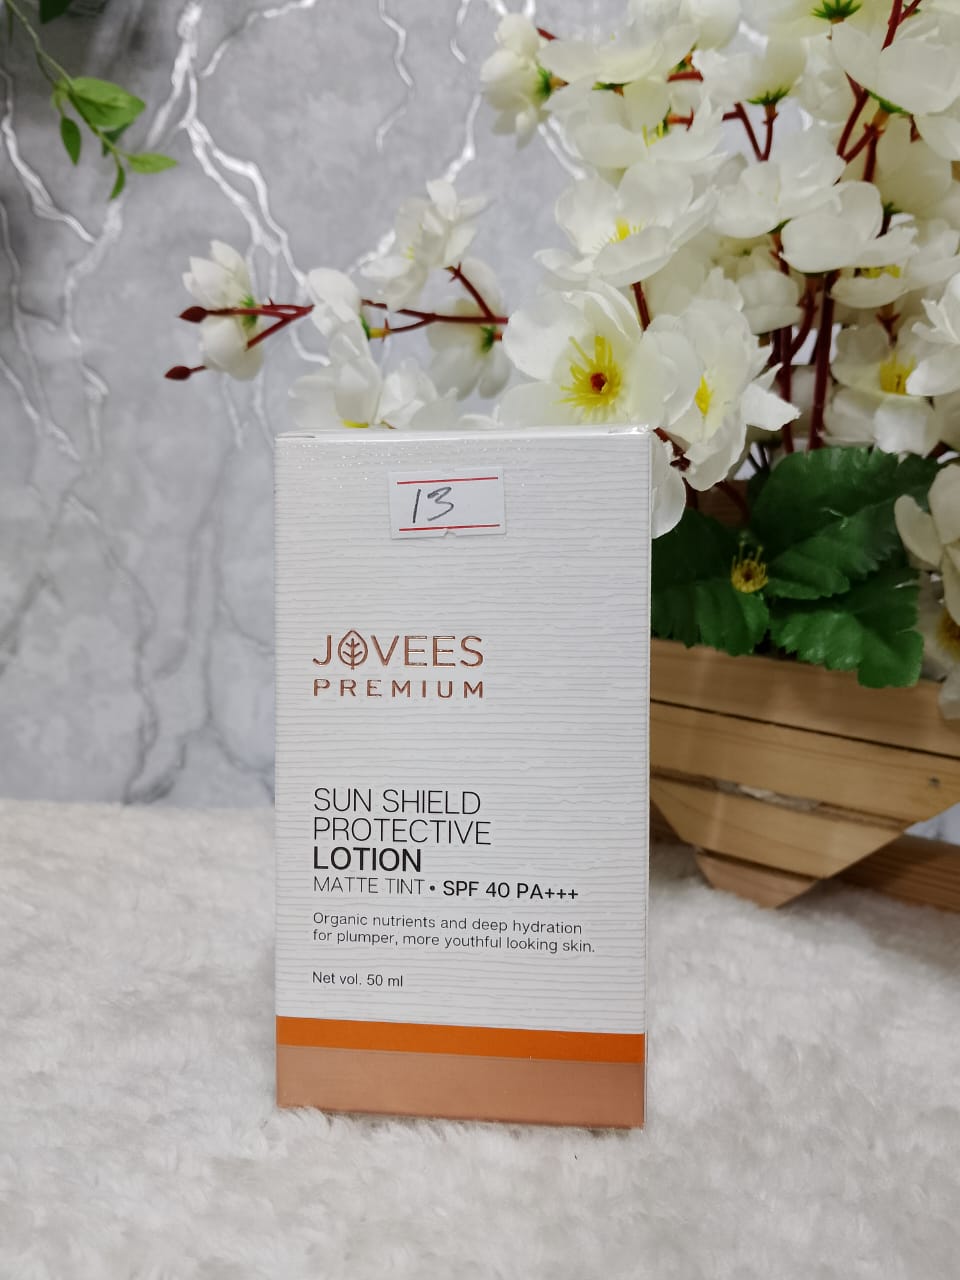 13
JOVEES
PREMIUM
SUN SHIELD
PROTECTIVE
LOTION
MATTE TINT • SPF 40 PA+++
Organic nutrients and deep hydration
for plumper, more youthful looking skin.
Net vol. 50 ml